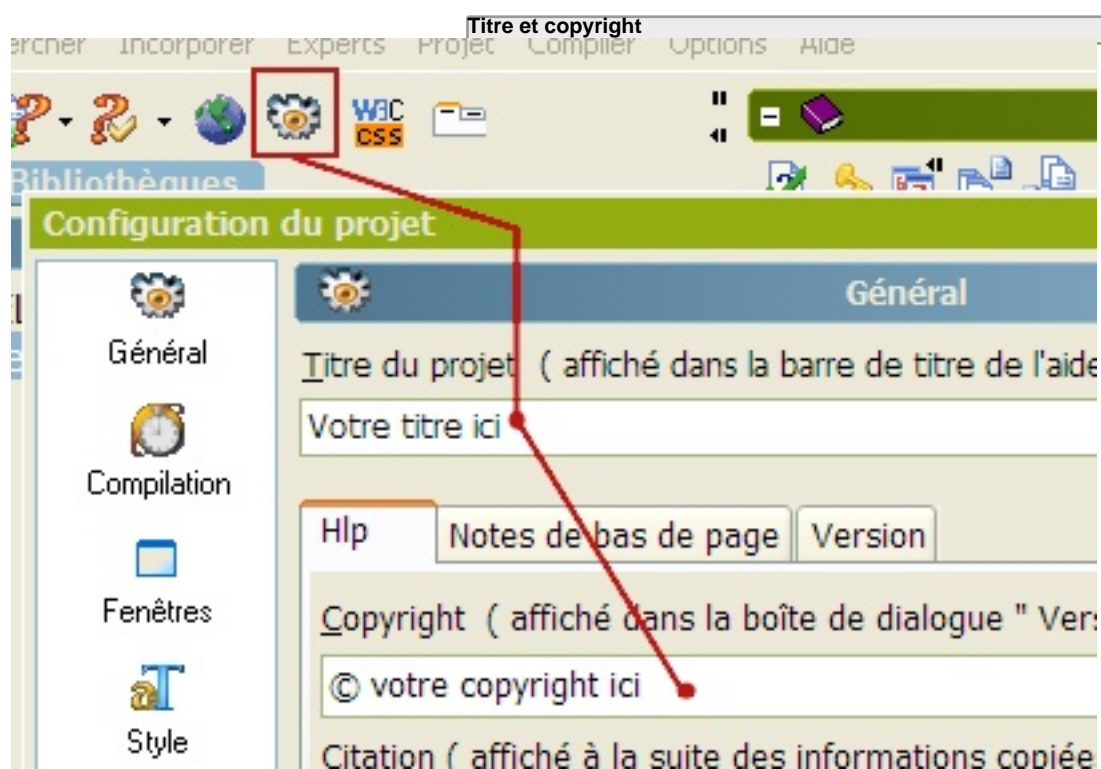 Titre et copyright
ercher Incorporer Experts Projet Compiler Options Aide
W3C
CSS
Bibliothèques
Configuration du projet
Général
Général
Titre du projet ( affiché dans la barre de titre de l'aide
Votre titre ici
Compilation
Hlp Notes de bas de page Version
Fenêtres
Copyright ( affiché dans la boîte de dialogue " Vers
© votre copyright ici
Style
Citation ( affiché à la suite des informations copiée